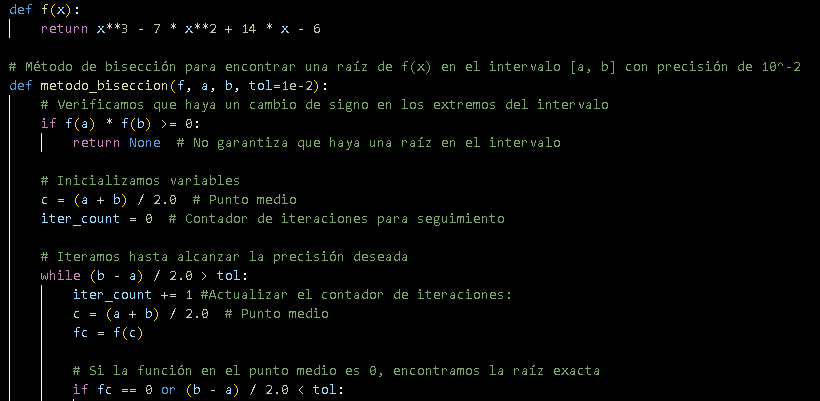 def f(x):
    return x**3 - 7 * x**2 + 14 * x - 6
# Método de bisección para encontrar una raíz de f(x) en el intervalo [a, b] con precisión de 10^-2
def metodo_biseccion(f, a, b, tol=1e-2):
    # Verificamos que haya un cambio de signo en los extremos del intervalo
    if f(a) * f(b) >= 0:
        return None  # No garantiza que haya una raíz en el intervalo
    # Inicializamos variables
    c = (a + b) / 2.0  # Punto medio
    iter_count = 0  # Contador de iteraciones para seguimiento
    # Iteramos hasta alcanzar la precisión deseada
    while (b - a) / 2.0 > tol:
        iter_count += 1 #Actualizar el contador de iteraciones:
        c = (a + b) / 2.0  # Punto medio
        fc = f(c)
        # Si la función en el punto medio es 0, encontramos la raíz exacta
        if fc == 0 or (b - a) / 2.0 < tol: